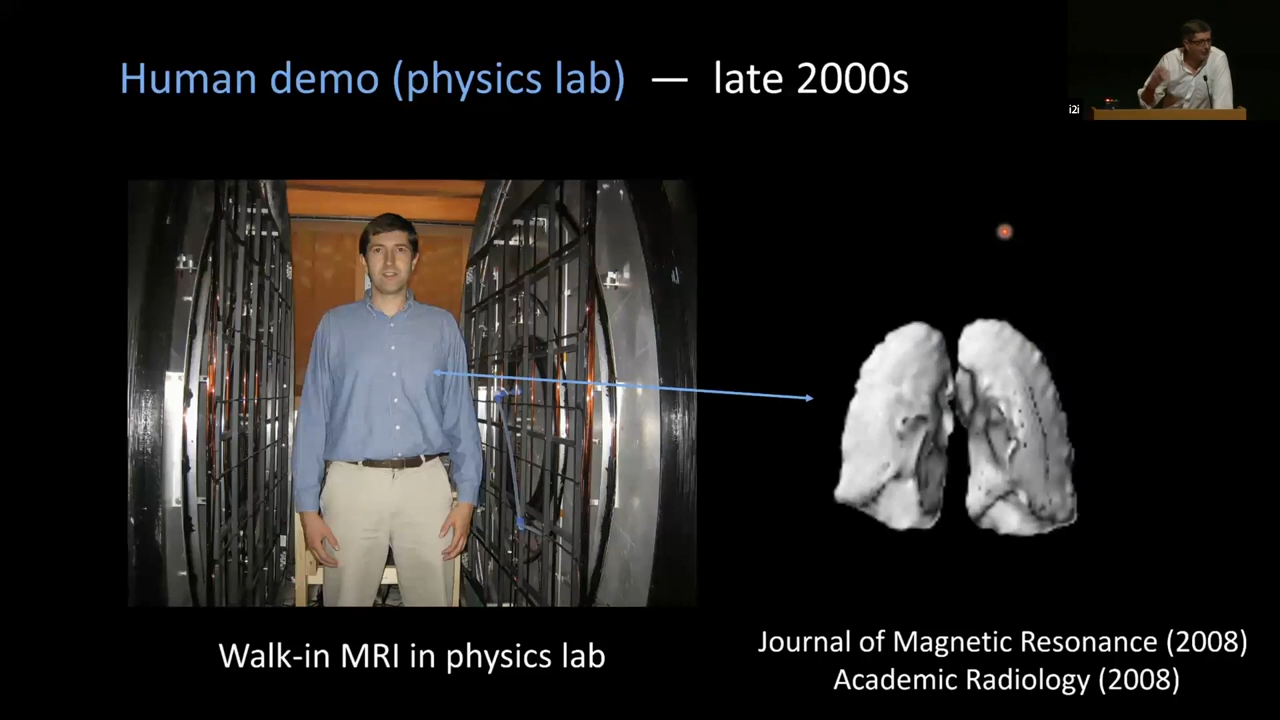 Human demo (physics lab) — late 2000s
i2i
Walk-in MRI in physics lab
Journal of Magnetic Resonance (2008)
Academic Radiology (2008)